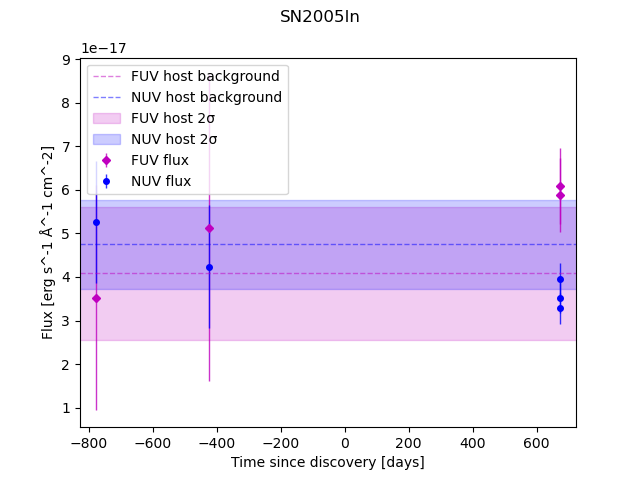 SN2005ln
1e−17
FUV host background
NUV host background
FUV host 2σ
NUV host 2σ
FUV flux
NUV flux
Flux [erg s^-1 Å^-1 cm^-2]
9
8
7
6
5
4
3
2
1
−800
−600
−400
−200
0
200
400
600
Time since discovery [days]